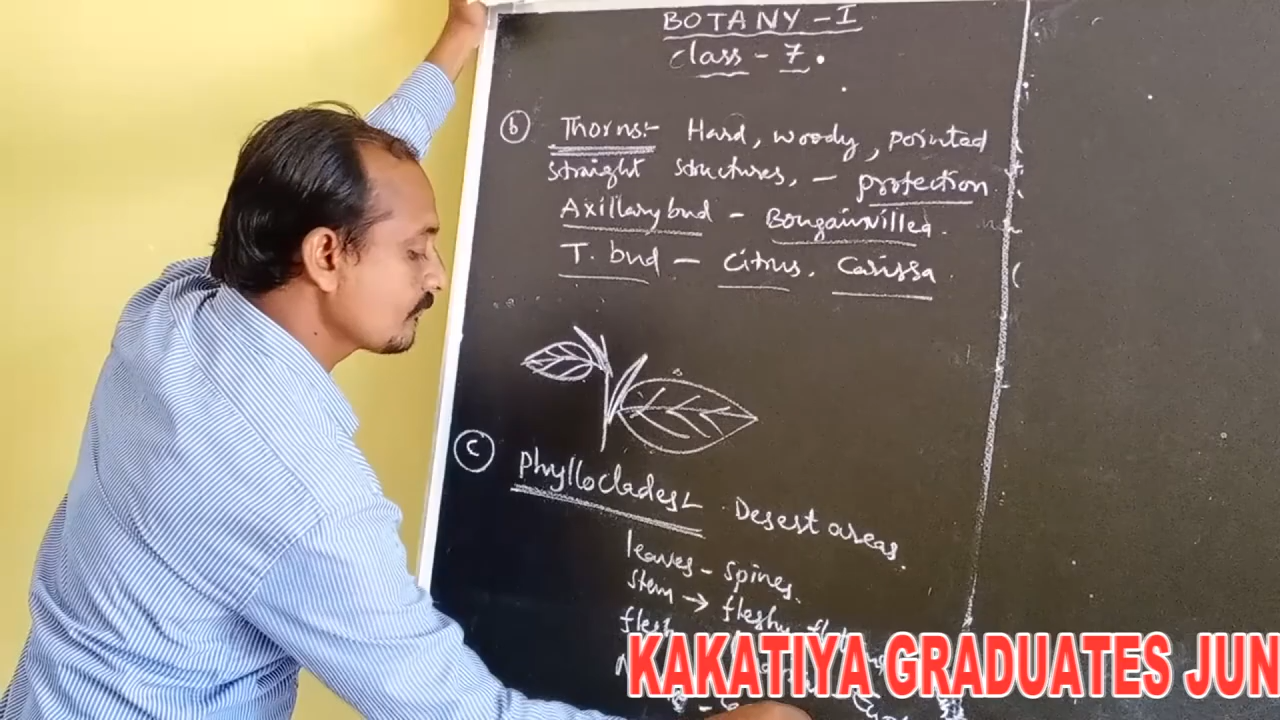 BOTANY - I
class - 7.
b Thorns:- Hard, woody, pointed
straight structures, - protection
Axillary bud - Bougainvillea.
T. bud - citrus, Carissa.
c Phylloclades:- Desert areas.
leaves - spines.
stem → fleshy
KAKATIYA GRADUATES JUN